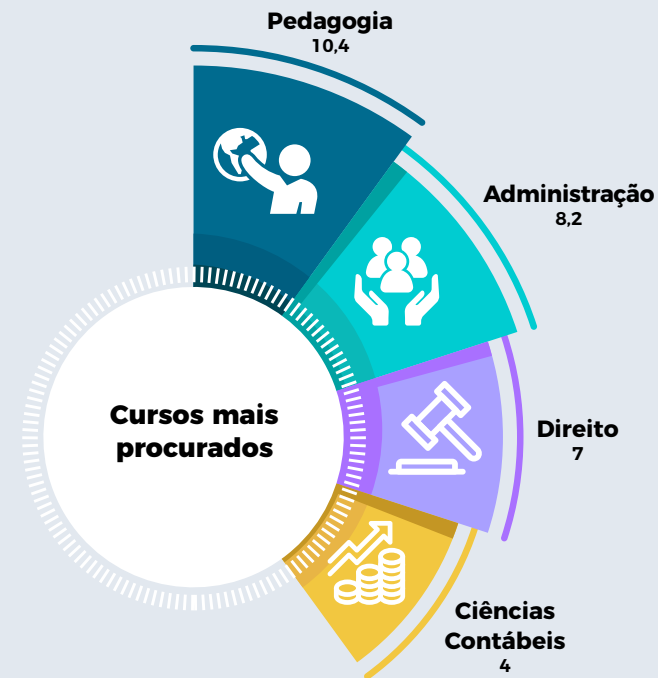 Pedagogia
10,4
Administração
8,2
Cursos mais
procurados
Direito
7
Ciências
Contábeis
4